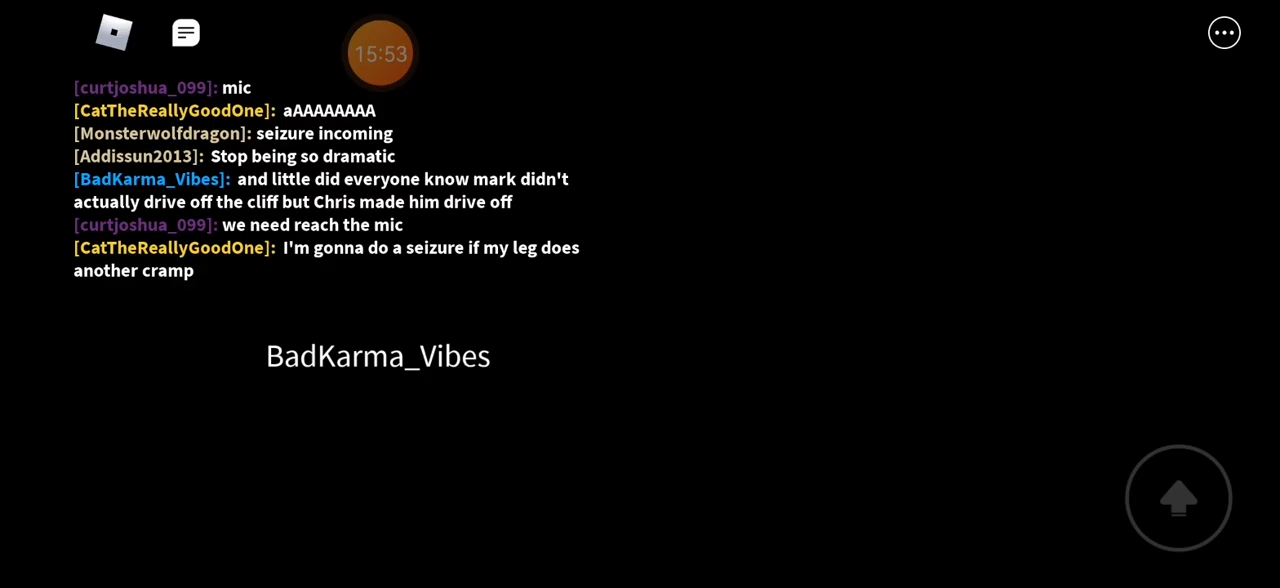 15:53
[curtjoshua_099]: mic
[CatTheReallyGoodOne]: aAAAAAAAA
[Monsterwolfdragon]: seizure incoming
[Addissun2013]: Stop being so dramatic
[BadKarma_Vibes]: and little did everyone know mark didn't
actually drive off the cliff but Chris made him drive off
[curtjoshua_099]: we need reach the mic
[CatTheReallyGoodOne]: I'm gonna do a seizure if my leg does
another cramp
BadKarma_Vibes